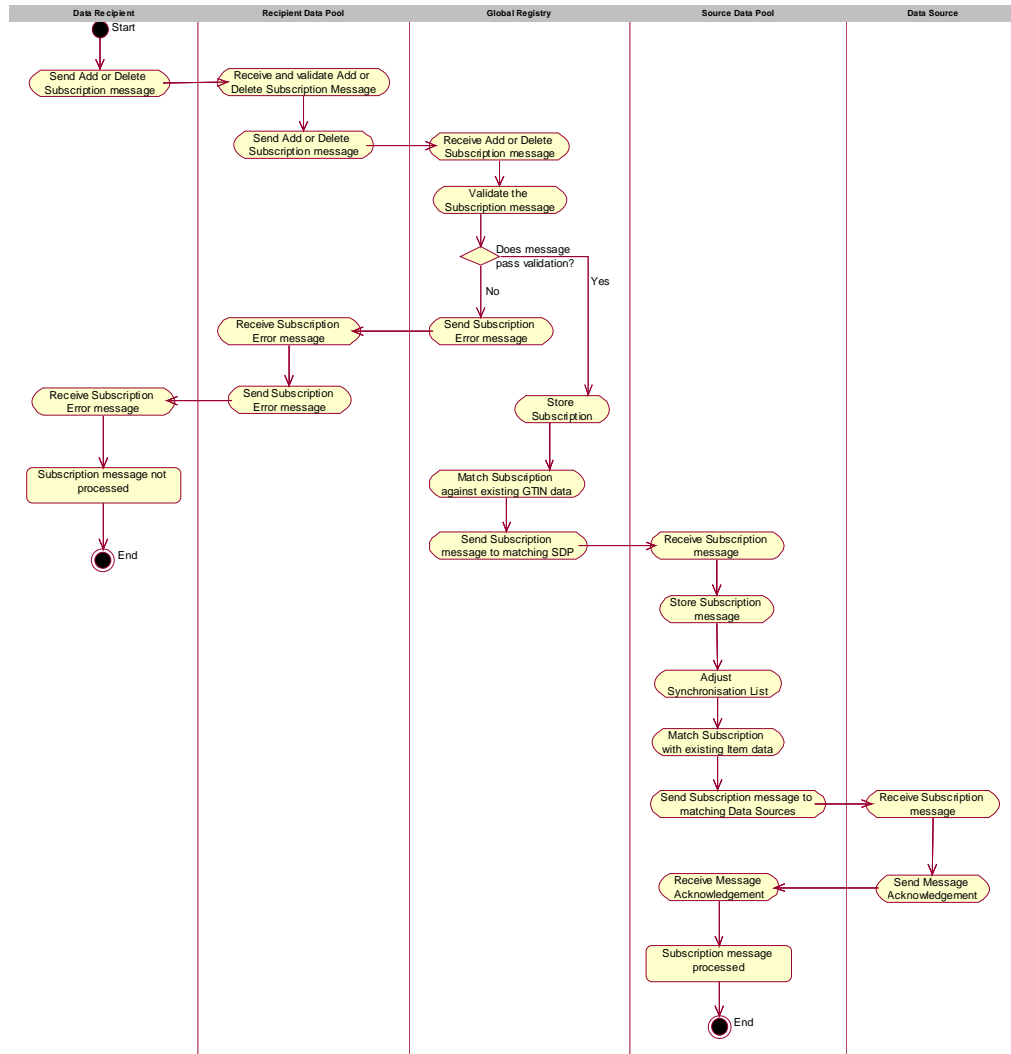 Data Recipient
Recipient Data Pool
Global Registry
Source Data Pool
Data Source
Start
Send Add or Delete
Subscription message
Receive and validate Add or
Delete Subscription Message
Send Add or Delete
Subscription message
Receive Add or Delete
Subscription message
Validate the
Subscription message
Does message
pass validation?
Yes
No
Send Subscription
Error message
Receive Subscription
Error message
Send Subscription
Error message
Receive Subscription
Error message
Subscription message not
processed
End
Store
Subscription
Match Subscription
against existing GTIN data
Send Subscription
message to matching SDP
Receive Subscription
message
Store Subscription
message
Adjust
Synchronisation List
Match Subscription
with existing Item data
Send Subscription message to
matching Data Sources
Receive Subscription
message
Send Message
Acknowledgement
Receive Message
Acknowledgement
Subscription message
processed
End